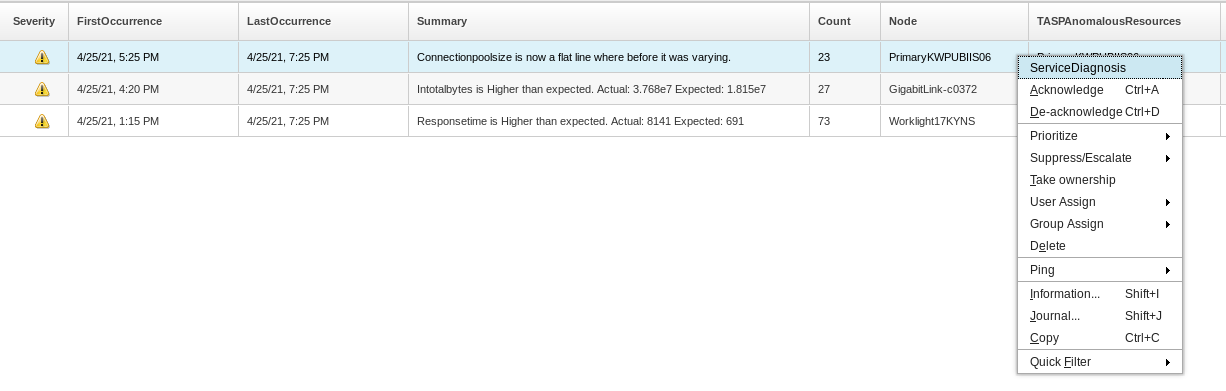 Severity FirstOccurrence LastOccurrence Summary Count Node TASPAnomalousResources
4/25/21, 5:25 PM 4/25/21, 7:25 PM Connectionpoolsize is now a flat line where before it was varying. 23 PrimaryKWPUBIIS06
4/25/21, 4:20 PM 4/25/21, 7:25 PM Intotalbytes is Higher than expected. Actual: 3.768e7 Expected: 1.815e7 27 GigabitLink-c0372
4/25/21, 1:15 PM 4/25/21, 7:25 PM Responsetime is Higher than expected. Actual: 8141 Expected: 691 73 Worklight17KYNS
ServiceDiagnosis
Acknowledge Ctrl+A
De-acknowledge Ctrl+D
Prioritize
Suppress/Escalate
Take ownership
User Assign
Group Assign
Delete
Ping
Information... Shift+I
Journal... Shift+J
Copy Ctrl+C
Quick Filter